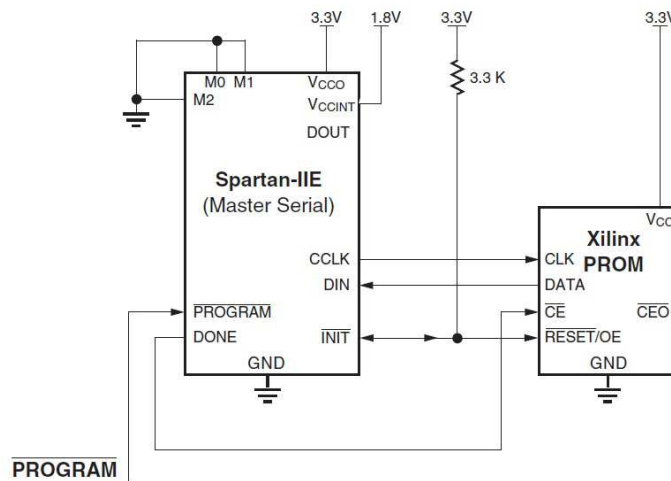 3.3V 1.8V 3.3V 3.3V
3.3 K
M0 M1
M2
VCCO
VCCINT
DOUT
Spartan-IIE
(Master Serial)
CCLK
DIN
PROGRAM
DONE
INIT
GND
VCC
Xilinx
PROM
CLK
DATA
CE
CEO
RESET/OE
GND
PROGRAM